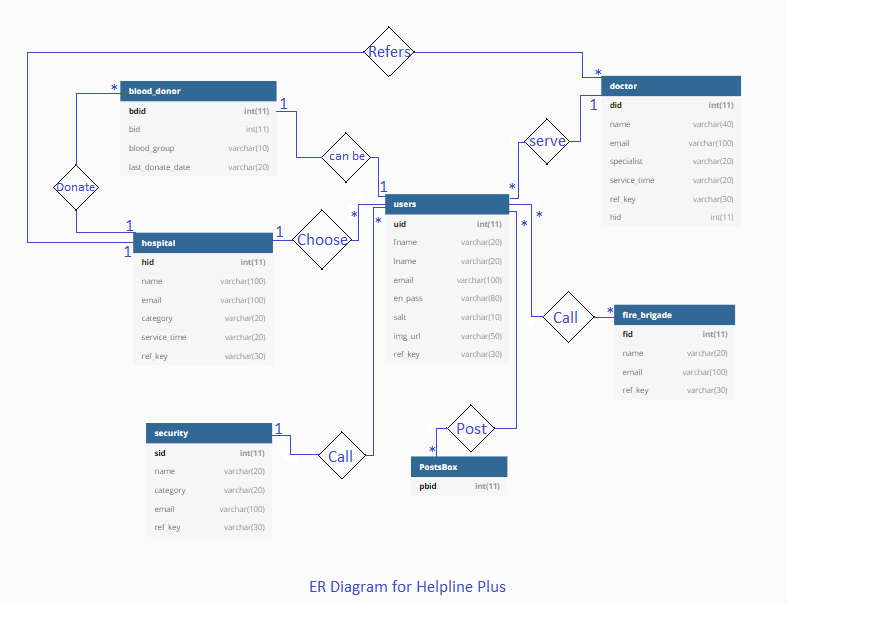 Refers
* blood_donor
bdid int(11)
bid int(11)
blood_group varchar(10)
last_donate_date varchar(20)
1
can be
1
Donate
1
1
hospital
hid int(11)
name varchar(100)
email varchar(100)
category varchar(20)
service_time varchar(20)
ref_key varchar(30)
1
Choose
*
*
users
uid int(11)
fname varchar(20)
lname varchar(20)
email varchar(100)
en_pass varchar(80)
salt varchar(10)
img_url varchar(50)
ref_key varchar(30)
*
*
*
serve
*
1
doctor
did int(11)
name varchar(40)
email varchar(100)
specialist varchar(20)
service_time varchar(20)
ref_key varchar(30)
hid int(11)
Call
*
fire_brigade
fid int(11)
name varchar(20)
email varchar(100)
ref_key varchar(30)
security
sid int(11)
name varchar(20)
category varchar(20)
email varchar(100)
ref_key varchar(30)
1
Call
Post
*
PostsBox
pbid int(11)
ER Diagram for Helpline Plus